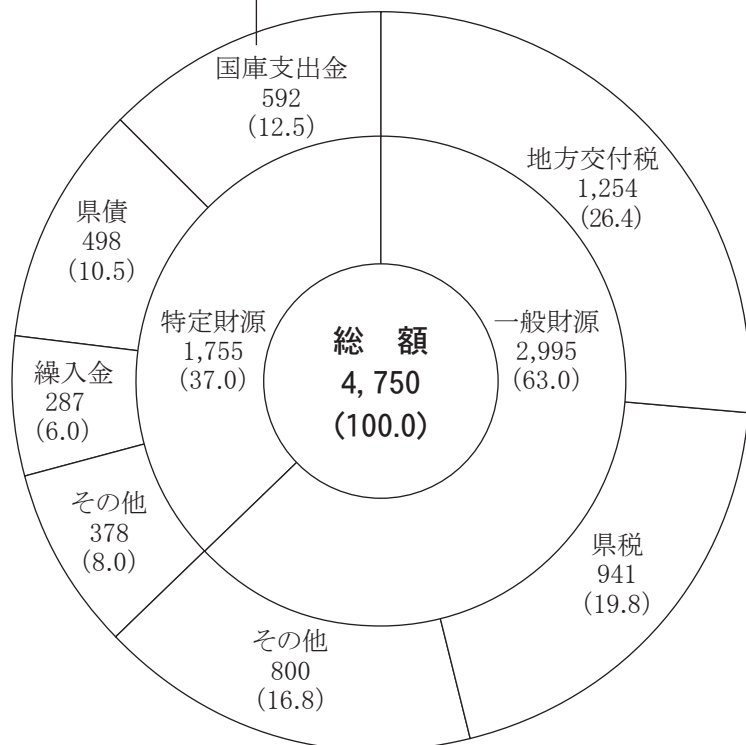 国庫支出金
592
(12.5)
地方交付税
1,254
(26.4)
県債
498
(10.5)
特定財源
1,755
(37.0)
総　額
4,750
(100.0)
一般財源
2,995
(63.0)
繰入金
287
(6.0)
その他
378
(8.0)
県税
941
(19.8)
その他
800
(16.8)